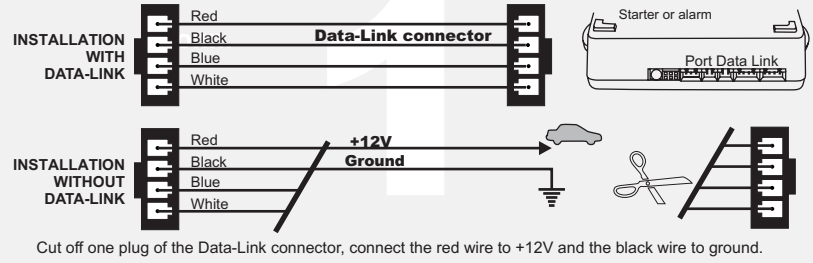 INSTALLATION
WITH
DATA-LINK
Red
Black
Blue
White
Data-Link connector
Starter or alarm
Port Data Link
1
INSTALLATION
WITHOUT
DATA-LINK
Red
Black
Blue
White
+12V
Ground
Cut off one plug of the Data-Link connector, connect the red wire to +12V and the black wire to ground.